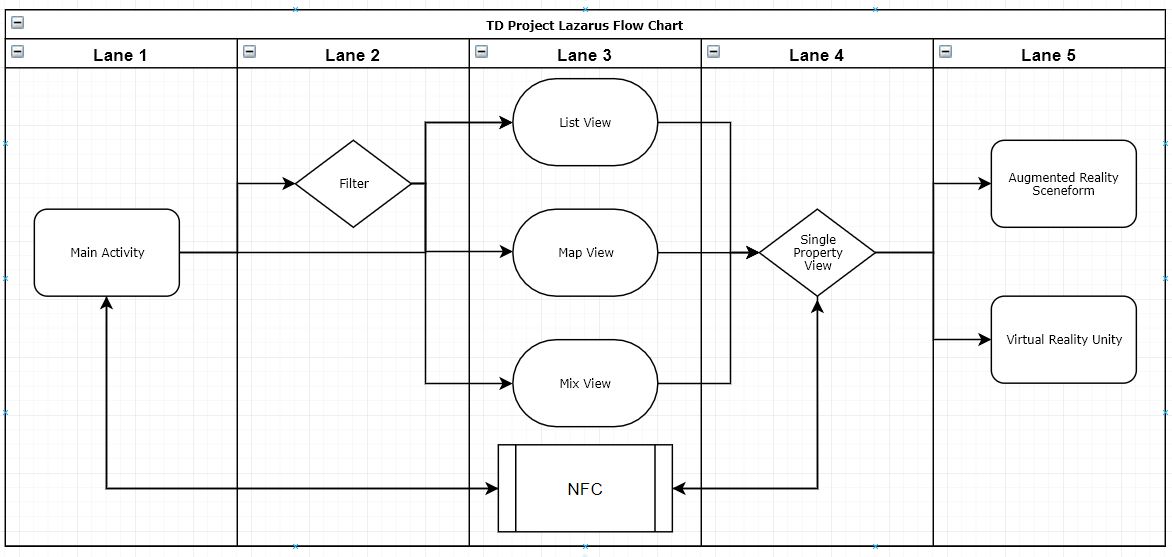 TD Project Lazarus Flow Chart
Lane 1
Lane 2
Lane 3
Lane 4
Lane 5
Main Activity
Filter
List View
Map View
Mix View
NFC
Single
Property
View
Augmented Reality
Sceneform
Virtual Reality Unity